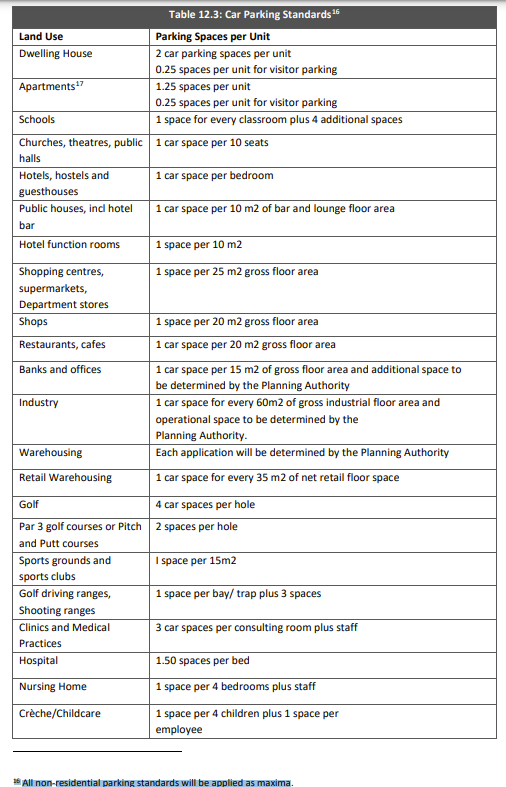 Table 12.3: Car Parking Standards16
Land Use Parking Spaces per Unit
Dwelling House 2 car parking spaces per unit
0.25 spaces per unit for visitor parking
Apartments17 1.25 spaces per unit
0.25 spaces per unit for visitor parking
Schools 1 space for every classroom plus 4 additional spaces
Churches, theatres, public 1 car space per 10 seats
halls
Hotels, hostels and 1 car space per bedroom
guesthouses
Public houses, incl hotel 1 car space per 10 m2 of bar and lounge floor area
bar
Hotel function rooms 1 space per 10 m2
Shopping centres, 1 space per 25 m2 gross floor area
supermarkets,
Department stores
Shops 1 space per 20 m2 gross floor area
Restaurants, cafes 1 car space per 20 m2 gross floor area
Banks and offices 1 car space per 15 m2 of gross floor area and additional space to
be determined by the Planning Authority
Industry 1 car space for every 60m2 of gross industrial floor area and
operational space to be determined by the
Planning Authority.
Warehousing Each application will be determined by the Planning Authority
Retail Warehousing 1 car space for every 35 m2 of net retail floor space
Golf 4 car spaces per hole
Par 3 golf courses or Pitch 2 spaces per hole
and Putt courses
Sports grounds and I space per 15m2
sports clubs
Golf driving ranges, 1 space per bay/ trap plus 3 spaces
Shooting ranges
Clinics and Medical 3 car spaces per consulting room plus staff
Practices
Hospital 1.50 spaces per bed
Nursing Home 1 space per 4 bedrooms plus staff
Crèche/Childcare 1 space per 4 children plus 1 space per
employee
16 All non-residential parking standards will be applied as maxima.